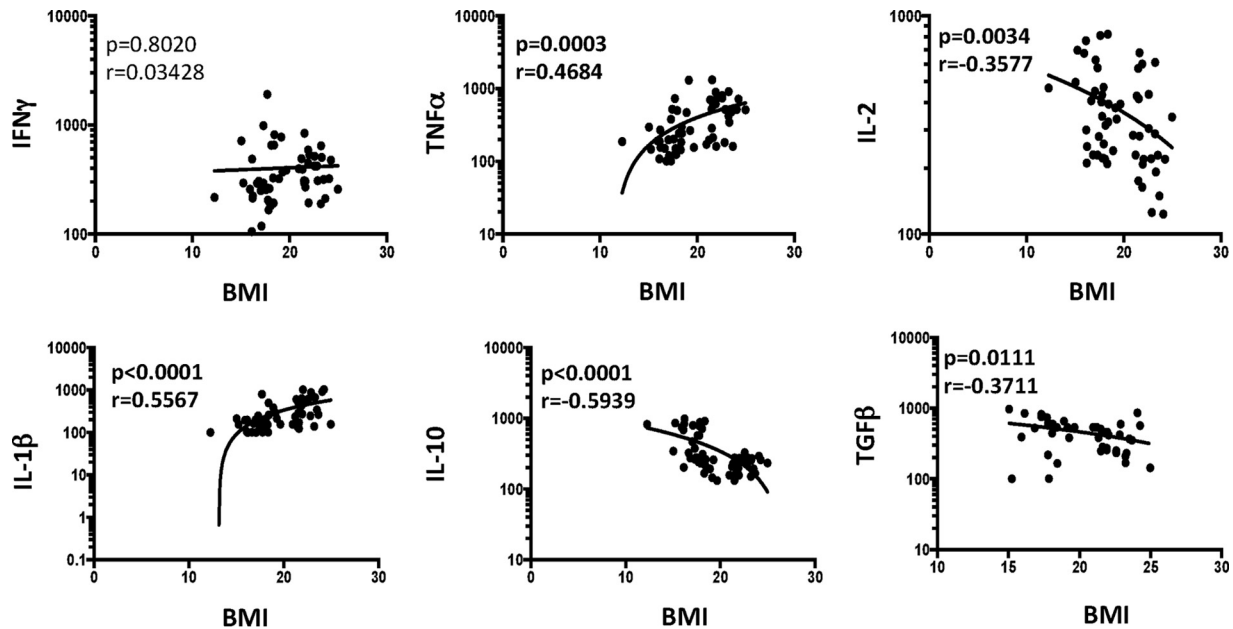 10000
1000
100
0
10
20
30
IFNγ
BMI
p=0.8020
r=0.03428
10000
1000
100
10
0
10
20
30
TNFα
BMI
p=0.0003
r=0.4684
1000
100
0
10
20
30
IL-2
BMI
p=0.0034
r=-0.3577
10000
1000
100
10
1
0.1
0
10
20
30
IL-1β
BMI
p<0.0001
r=0.5567
10000
1000
100
10
0
10
20
30
IL-10
BMI
p<0.0001
r=-0.5939
10000
1000
100
10
10
15
20
25
30
TGFβ
BMI
p=0.0111
r=-0.3711